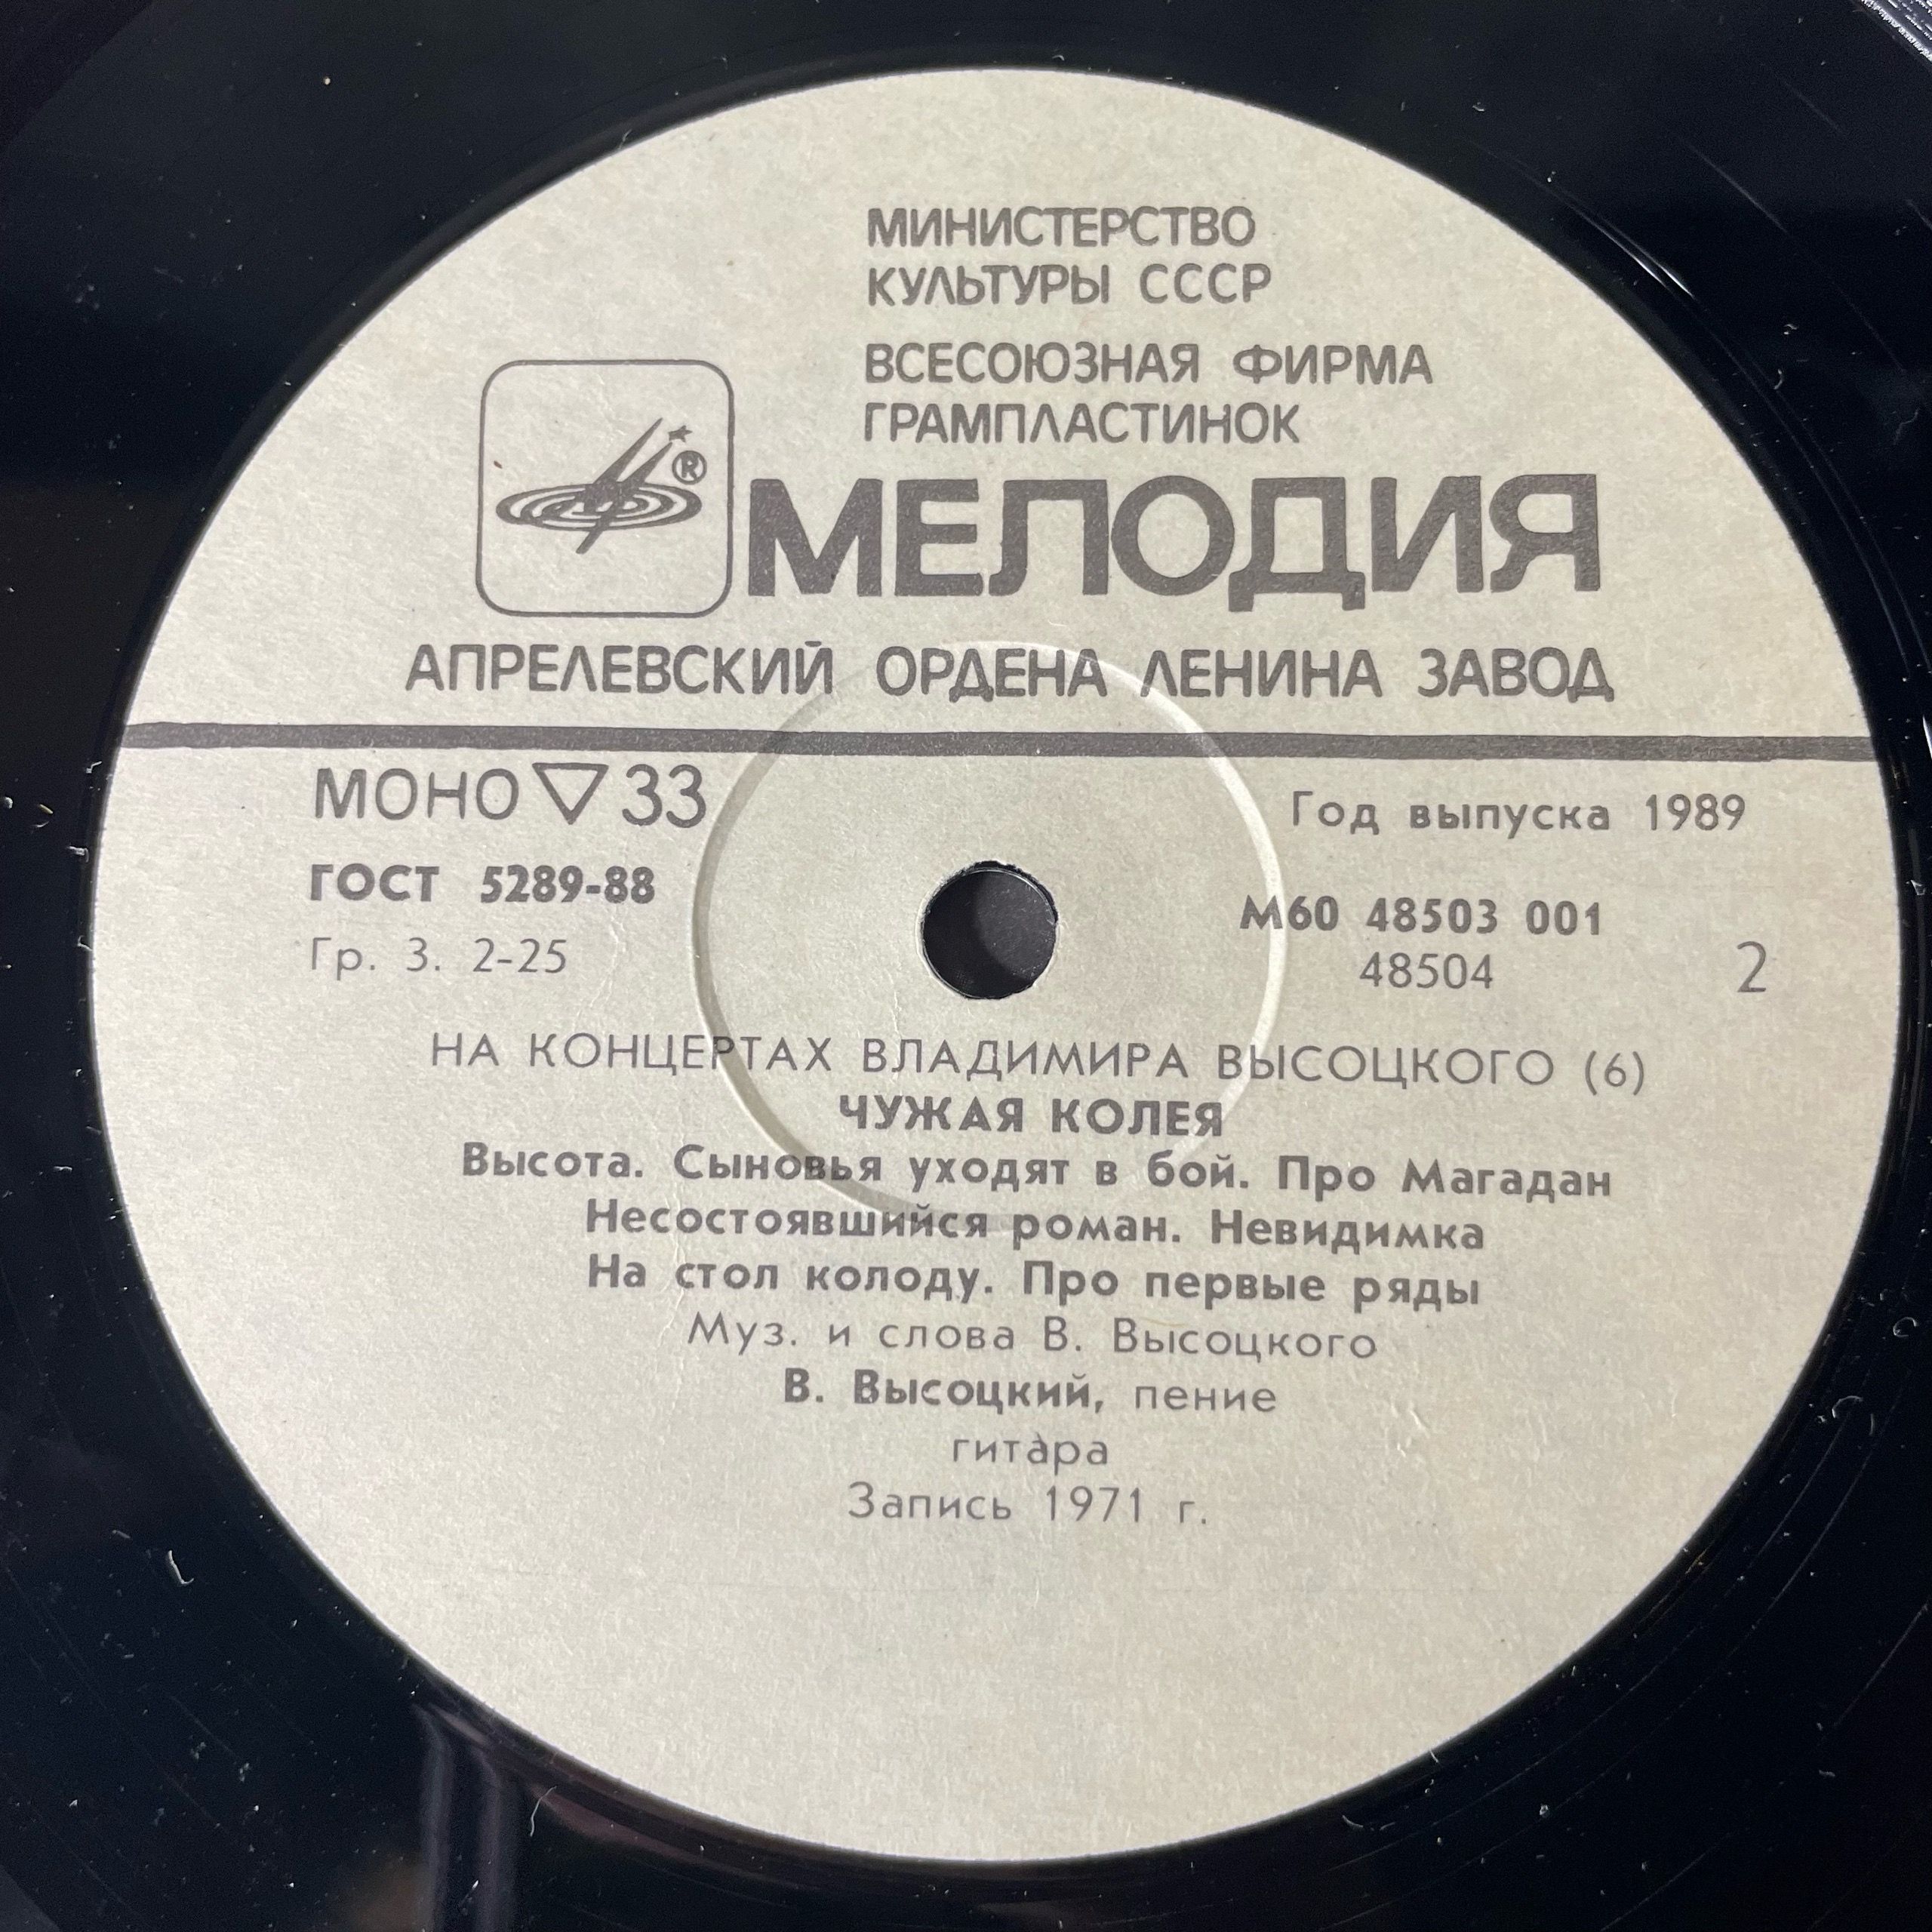 МИНИСТЕРСТВО
КУЛЬТУРЫ СССР
ВСЕСОЮЗНАЯ ФИРМА
ГРАМПЛАСТИНОК
®
МЕЛОДИЯ
АПРЕЛЕВСКИЙ ОРДЕНА ЛЕНИНА ЗАВОД
МОНО ▽ 33
Год выпуска 1989
ГОСТ 5289-88
М60 48503 001
Гр. 3. 2-25
48504
2
НА КОНЦЕРТАХ ВЛАДИМИРА ВЫСОЦКОГО (6)
ЧУЖАЯ КОЛЕЯ
Высота. Сыновья уходят в бой. Про Магадан
Несостоявшийся роман. Невидимка
На стол колоду. Про первые ряды
Муз. и слова В. Высоцкого
В. Высоцкий, пение
гитара
Запись 1971 г.